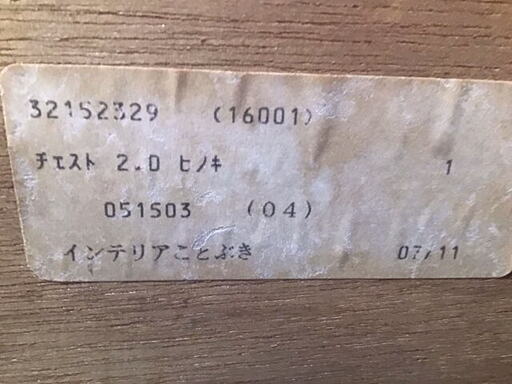 32152329 (16001)
ﾁｪｽﾄ 2.0 ﾋﾉｷ 1
051503 (０４)
インテリアことぶき 07/11